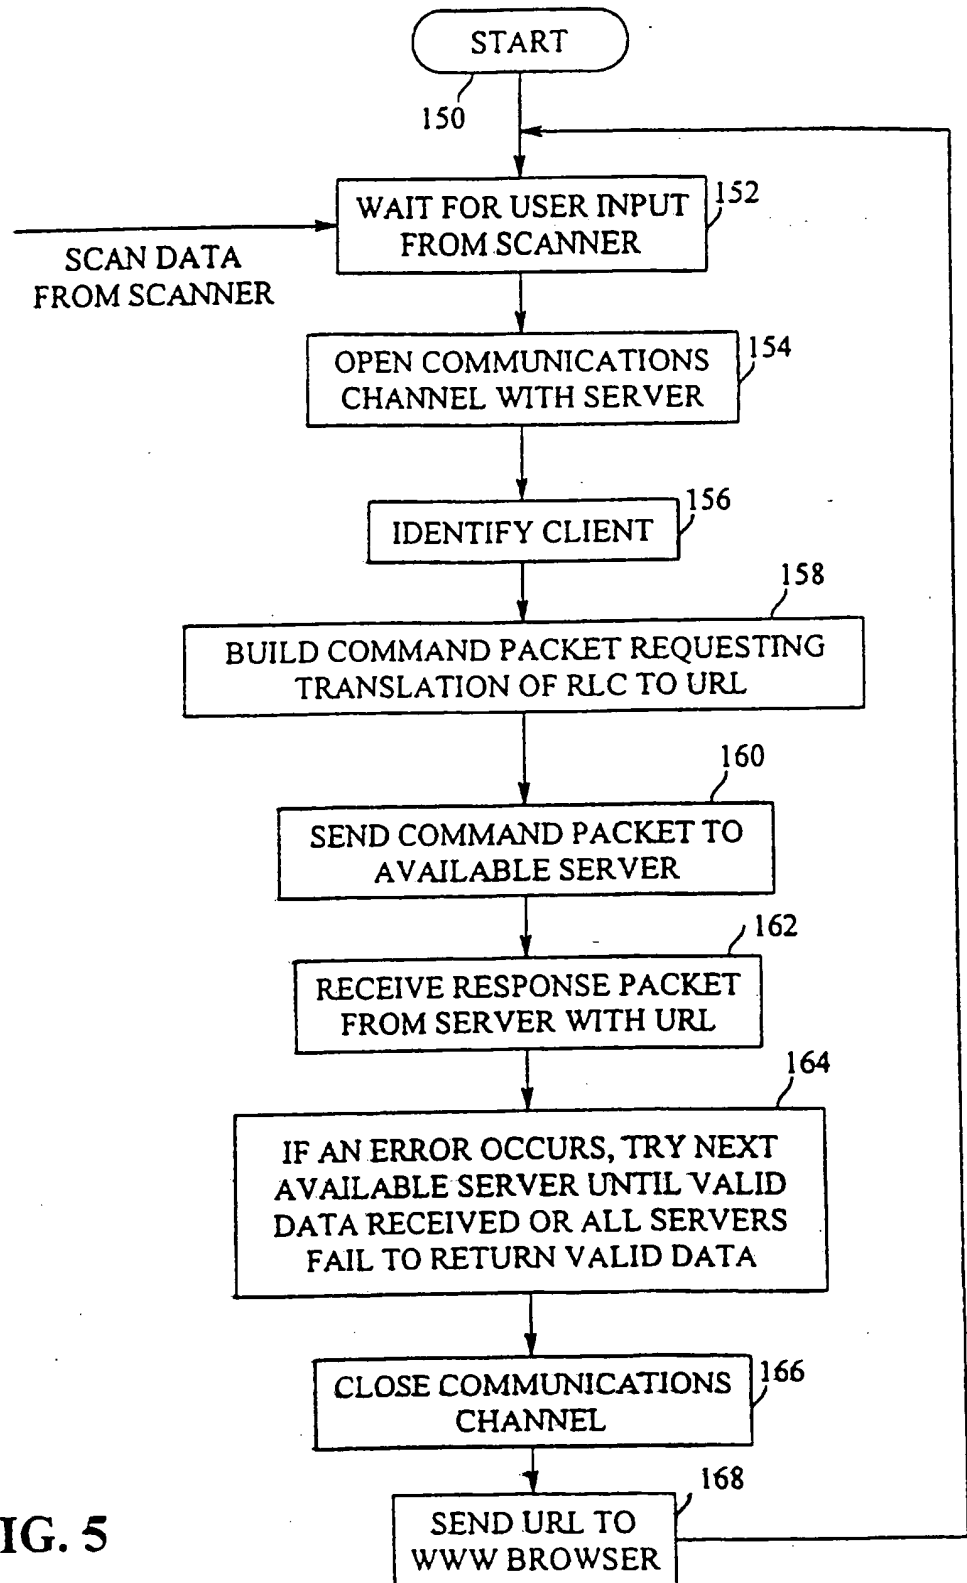 START
150
WAIT FOR USER INPUT
FROM SCANNER
152
SCAN DATA
FROM SCANNER
OPEN COMMUNICATIONS
CHANNEL WITH SERVER
154
IDENTIFY CLIENT
156
158
BUILD COMMAND PACKET REQUESTING
TRANSLATION OF RLC TO URL
160
SEND COMMAND PACKET TO
AVAILABLE SERVER
162
RECEIVE RESPONSE PACKET
FROM SERVER WITH URL
164
IF AN ERROR OCCURS, TRY NEXT
AVAILABLE SERVER UNTIL VALID
DATA RECEIVED OR ALL SERVERS
FAIL TO RETURN VALID DATA
CLOSE COMMUNICATIONS
CHANNEL
166
168
SEND URL TO
WWW BROWSER
IG. 5